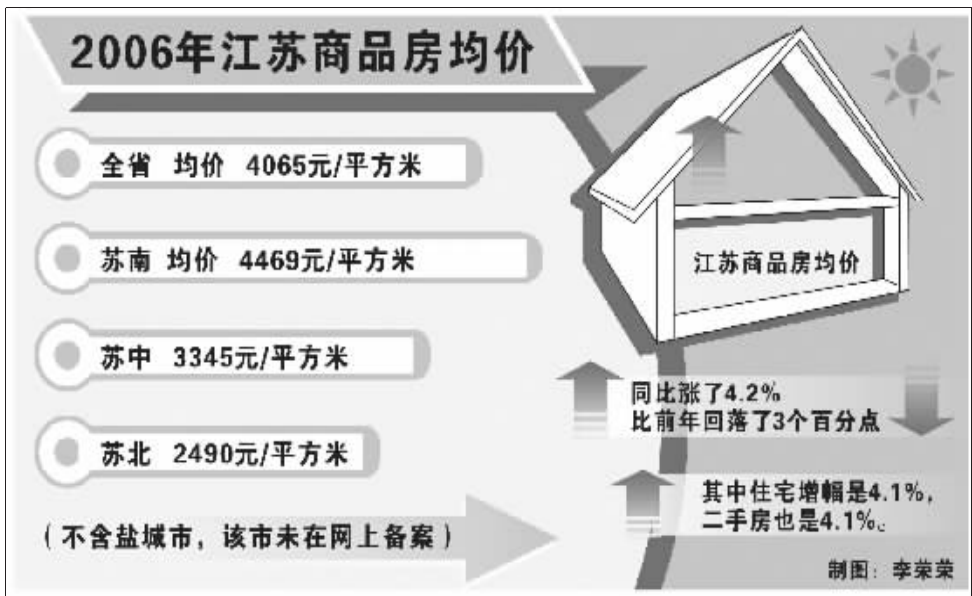 2006年江苏商品房均价
全省 均价 4065元/平方米
苏南 均价 4469元/平方米
苏中 3345元/平方米
苏北 2490元/平方米
(不含盐城市，该市未在网上备案)
江苏商品房均价
同比涨了4.2%
比前年回落了3个百分点
其中住宅增幅是4.1%，
二手房也是4.1%。
制图：李荣荣